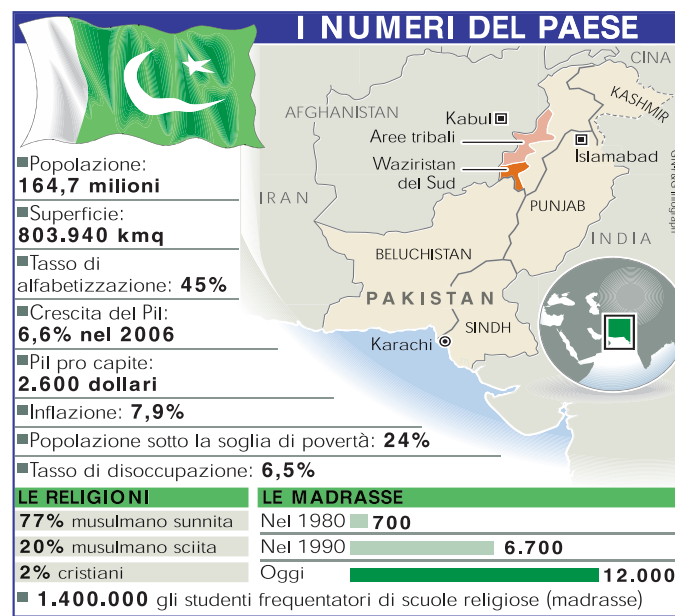 I NUMERI DEL PAESE
CINA
KASHMIR
AFGHANISTAN
Kabul
Aree tribali
Islamabad
Waziristan
del Sud
IRAN
PUNJAB
INDIA
BELUCHISTAN
PAKISTAN
SINDH
Karachi
Popolazione:
164,7 milioni
Superficie:
803.940 kmq
Tasso di
alfabetizzazione: 45%
Crescita del Pil:
6,6% nel 2006
Pil pro capite:
2.600 dollari
Inflazione: 7,9%
Popolazione sotto la soglia di povertà: 24%
Tasso di disoccupazione: 6,5%
LE RELIGIONI
77% musulmano sunnita
20% musulmano sciita
2% cristiani
LE MADRASSE
Nel 1980 700
Nel 1990 6.700
Oggi 12.000
1.400.000 gli studenti frequentatori di scuole religiose (madrasse)